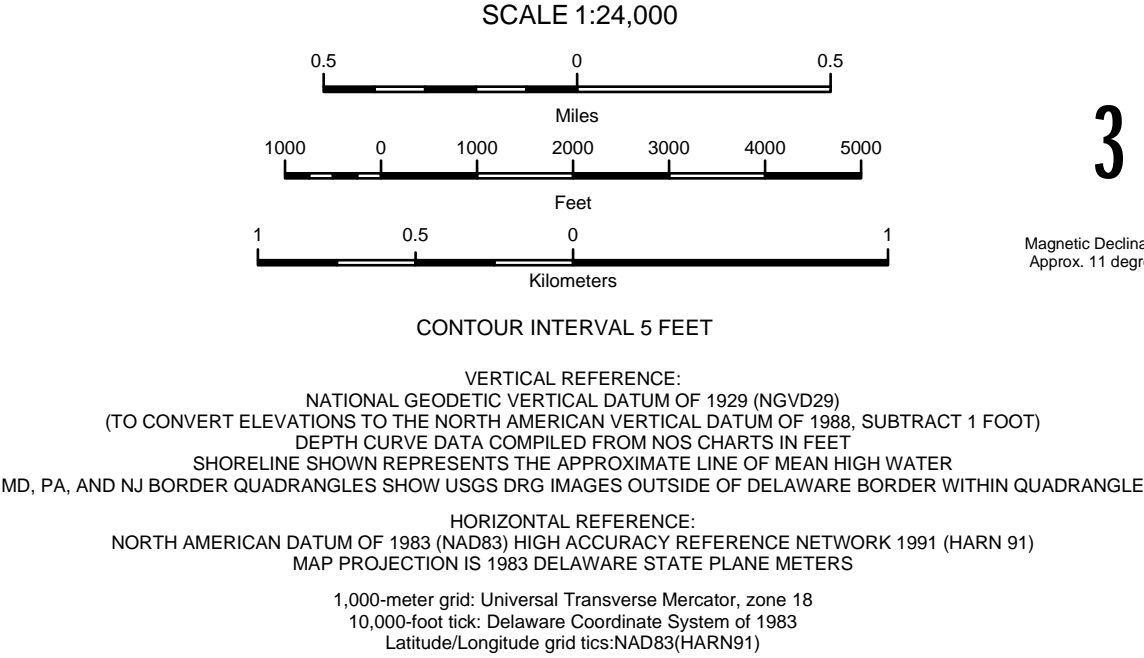 SCALE 1:24,000
0.5 0 0.5
Miles
1000 0 1000 2000 3000 4000 5000
Feet
3
1 0.5 0 1
Kilometers
Magnetic Declina
Approx. 11 degr
CONTOUR INTERVAL 5 FEET
VERTICAL REFERENCE:
NATIONAL GEODETIC VERTICAL DATUM OF 1929 (NGVD29)
(TO CONVERT ELEVATIONS TO THE NORTH AMERICAN VERTICAL DATUM OF 1988, SUBTRACT 1 FOOT)
DEPTH CURVE DATA COMPILED FROM NOS CHARTS IN FEET
SHORELINE SHOWN REPRESENTS THE APPROXIMATE LINE OF MEAN HIGH WATER
MD, PA, AND NJ BORDER QUADRANGLES SHOW USGS DRG IMAGES OUTSIDE OF DELAWARE BORDER WITHIN QUADRANGLE
HORIZONTAL REFERENCE:
NORTH AMERICAN DATUM OF 1983 (NAD83) HIGH ACCURACY REFERENCE NETWORK 1991 (HARN 91)
MAP PROJECTION IS 1983 DELAWARE STATE PLANE METERS
1,000-meter grid: Universal Transverse Mercator, zone 18
10,000-foot tick: Delaware Coordinate System of 1983
Latitude/Longitude grid tics:NAD83(HARN91)